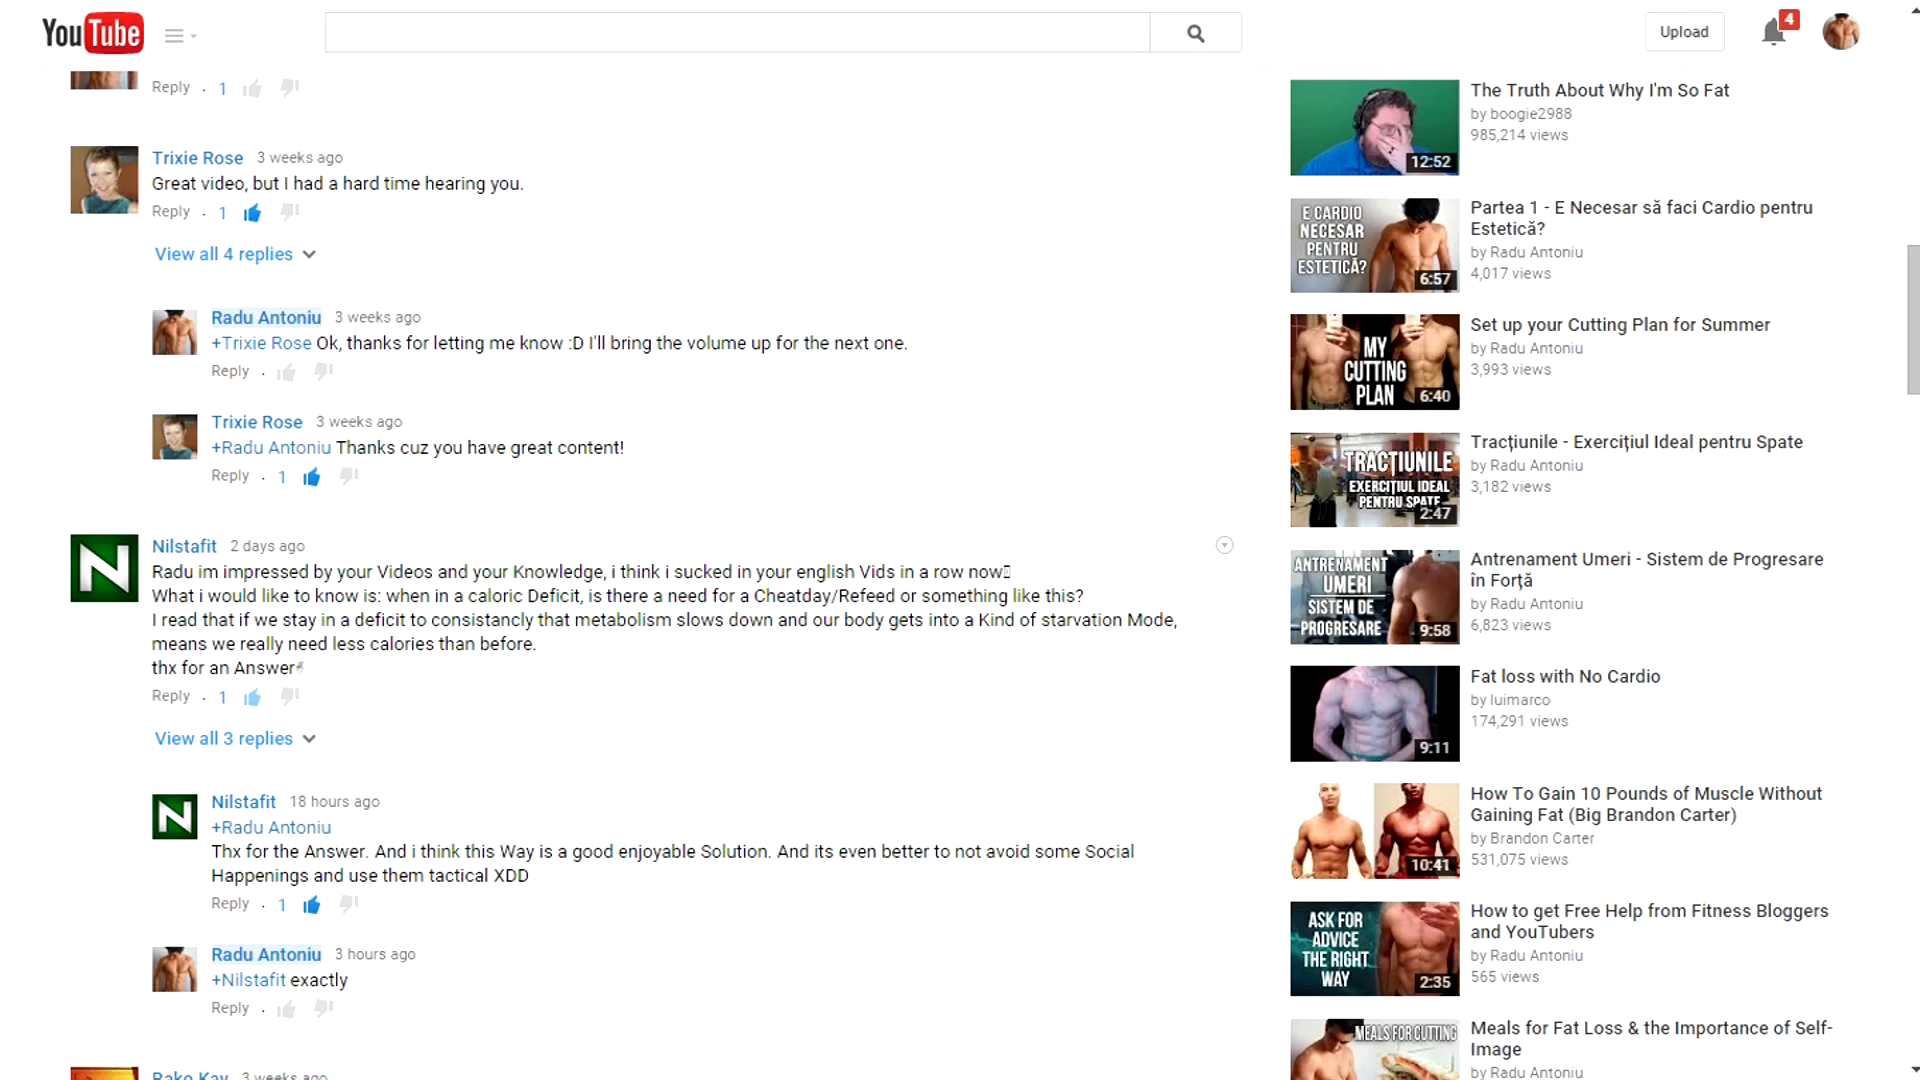 YouTube
Upload
4
Reply . 1
Trixie Rose 3 weeks ago
Great video, but I had a hard time hearing you.
Reply . 1
View all 4 replies
Radu Antoniu 3 weeks ago
+Trixie Rose Ok, thanks for letting me know :D I'll bring the volume up for the next one.
Reply .
Trixie Rose 3 weeks ago
+Radu Antoniu Thanks cuz you have great content!
Reply . 1
N
Nilstafit 2 days ago
Radu im impressed by your Videos and your Knowledge, i think i sucked in your english Vids in a row now
What i would like to know is: when in a caloric Deficit, is there a need for a Cheatday/Refeed or something like this?
I read that if we stay in a deficit to consistancly that metabolism slows down and our body gets into a Kind of starvation Mode,
means we really need less calories than before.
thx for an Answer
Reply . 1
View all 3 replies
N
Nilstafit 18 hours ago
+Radu Antoniu
Thx for the Answer. And i think this Way is a good enjoyable Solution. And its even better to not avoid some Social
Happenings and use them tactical XDD
Reply . 1
Radu Antoniu 3 hours ago
+Nilstafit exactly
Reply .
Rako Kay 3 weeks ago
12:52
The Truth About Why I'm So Fat
by boogie2988
985,214 views
E CARDIO
NECESAR
PENTRU
ESTETICĂ?
6:57
Partea 1 - E Necesar să faci Cardio pentru
Estetică?
by Radu Antoniu
4,017 views
MY
CUTTING
PLAN
6:40
Set up your Cutting Plan for Summer
by Radu Antoniu
3,993 views
TRACȚIUNILE
EXERCIȚIUL IDEAL
PENTRU SPATE
2:47
Tracțiunile - Exercițiul Ideal pentru Spate
by Radu Antoniu
3,182 views
ANTRENAMENT
UMERI
SISTEM DE
PROGRESARE
9:58
Antrenament Umeri - Sistem de Progresare
în Forță
by Radu Antoniu
6,823 views
9:11
Fat loss with No Cardio
by luimarco
174,291 views
10:41
How To Gain 10 Pounds of Muscle Without
Gaining Fat (Big Brandon Carter)
by Brandon Carter
531,075 views
ASK FOR
ADVICE
THE RIGHT
WAY
2:35
How to get Free Help from Fitness Bloggers
and YouTubers
by Radu Antoniu
565 views
MEALS FOR CUTTING
Meals for Fat Loss & the Importance of Self-
Image
by Radu Antoniu